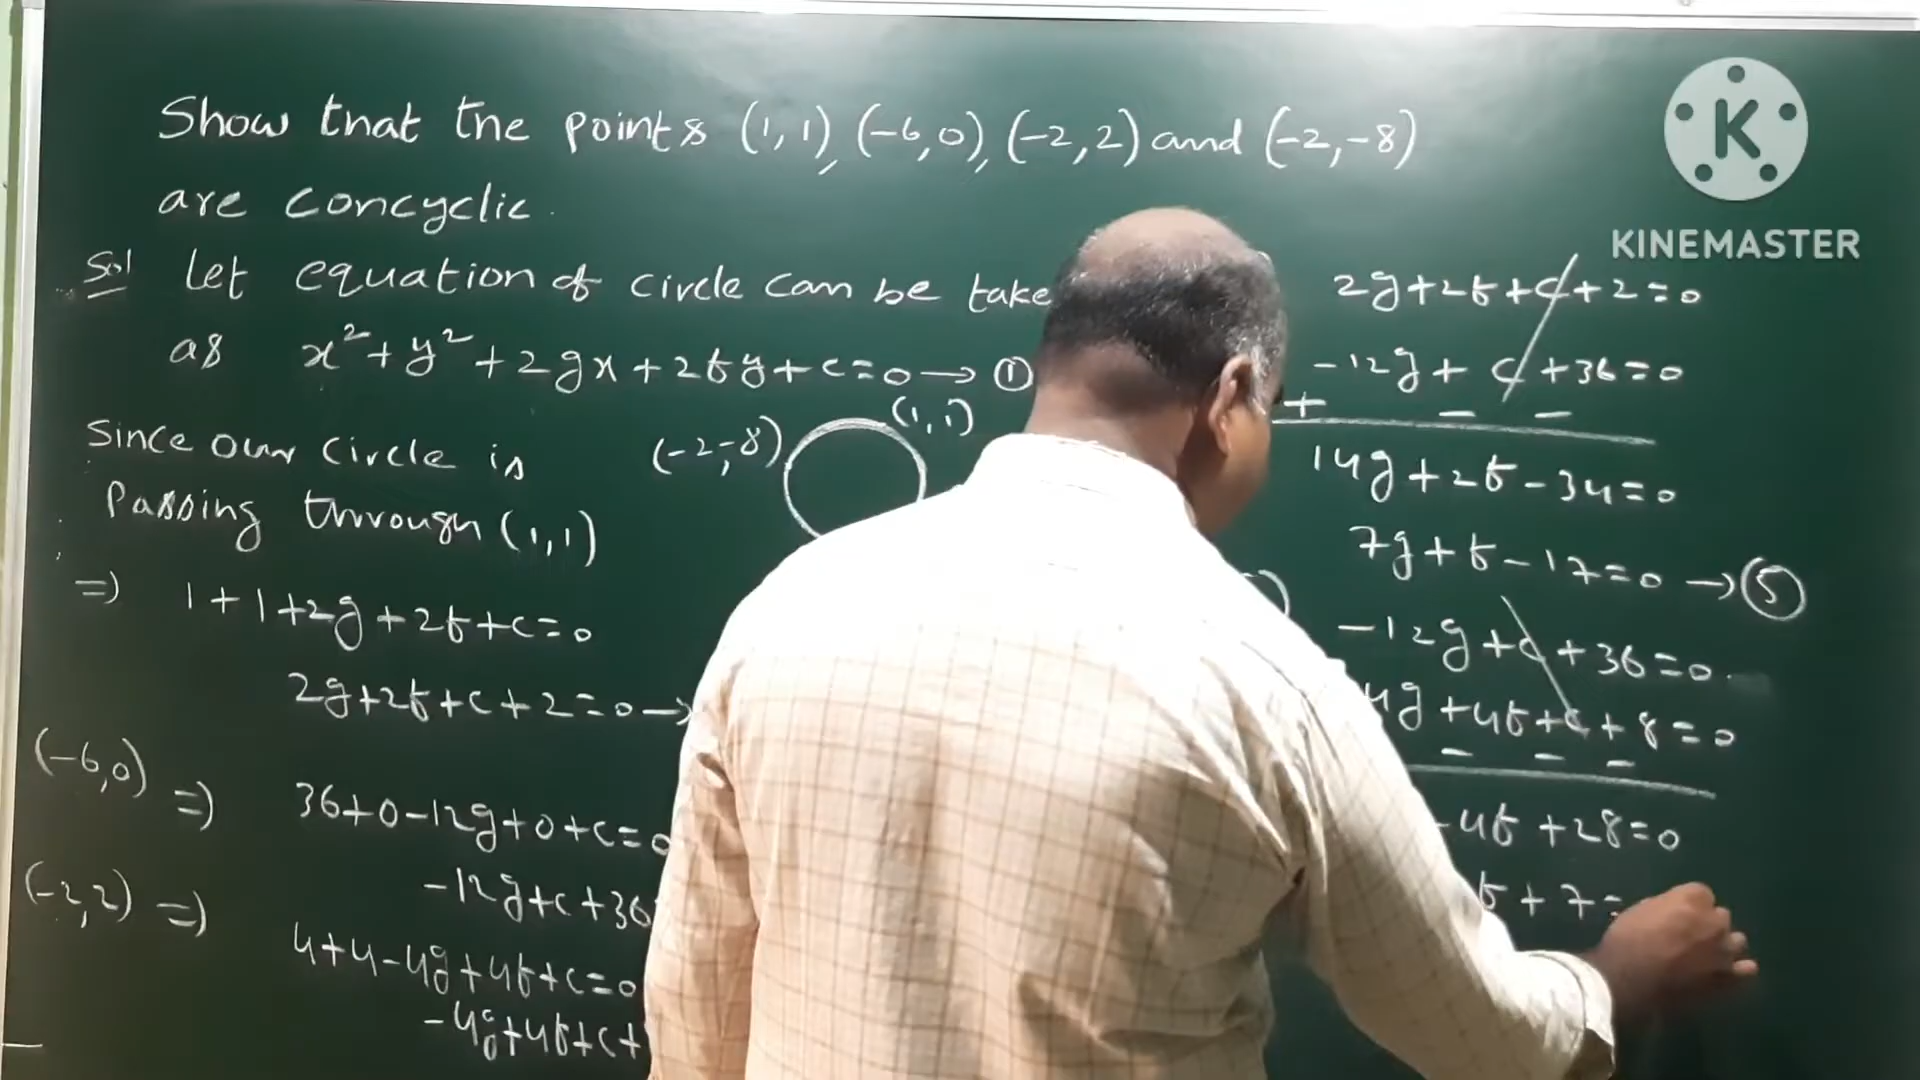 Show that the points (1,1), (-6,0), (-2,2) and (-2,-8)
are concyclic.
Sol Let equation of circle can be take
as x²+y²+2gx+2fy+c=0→①
Since our circle is
Passing through (1,1)
(-2,-8)
(1,1)
=) 1+1+2g+2f+c=0
2g+2f+c+2=0→
(-6,0) =) 36+0-12g+0+c=0
-12g+c+36
(-2,2) =) 4+4-4g+4f+c=0
-4g+4f+c+
2g+2f+c+2=0
-12g+c+36=0
+ - -
14g+2f-34=0
7g+f-17=0→⑤
-12g+c+36=0
4g+4f+c+8=0
- - -
-4f+28=0
f+7=
K
KINEMASTER